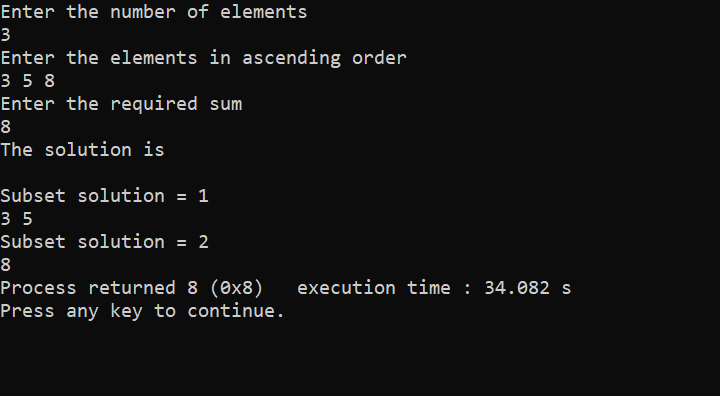 Enter the number of elements
3
Enter the elements in ascending order
3 5 8
Enter the required sum
8
The solution is
Subset solution = 1
3 5
Subset solution = 2
8
Process returned 8 (0x8)   execution time : 34.082 s
Press any key to continue.